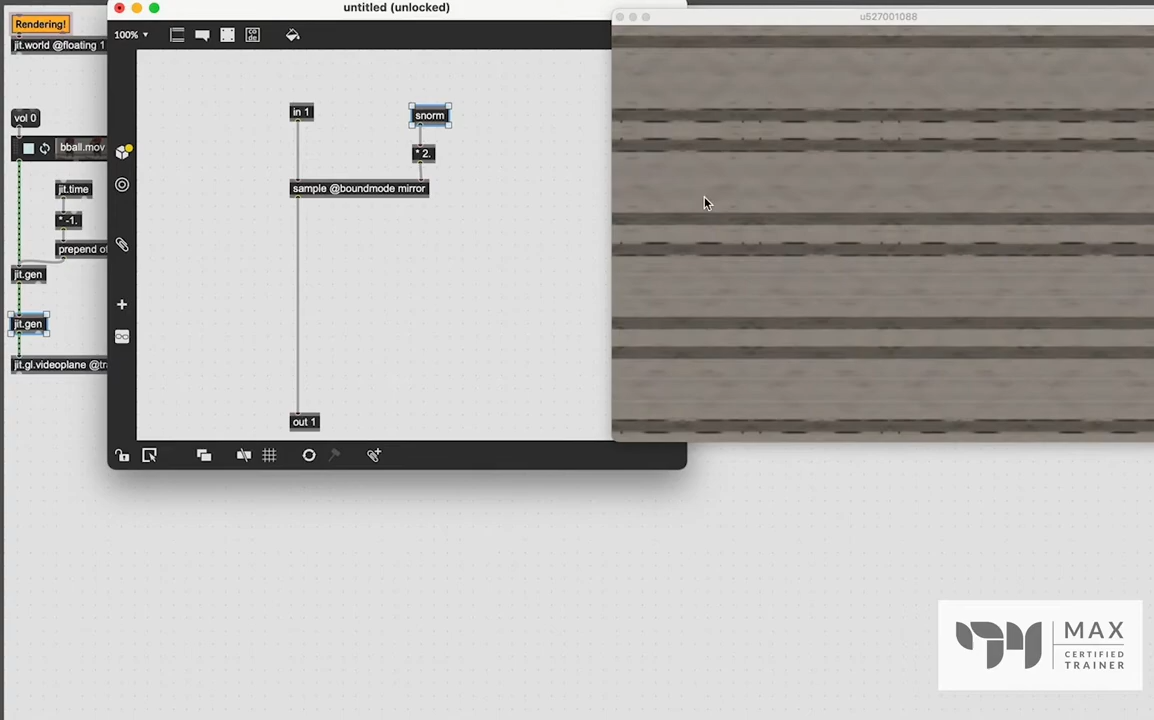 untitled (unlocked)
u527001088
Rendering!
jit.world @floating 1
100%
co
de
vol 0
bball.mov
jit.time
* -1.
prepend of
jit.gen
jit.gen
jit.gl.videoplane @tr
in 1
snorm
* 2.
sample @boundmode mirror
out 1
MAX
CERTIFIED
TRAINER